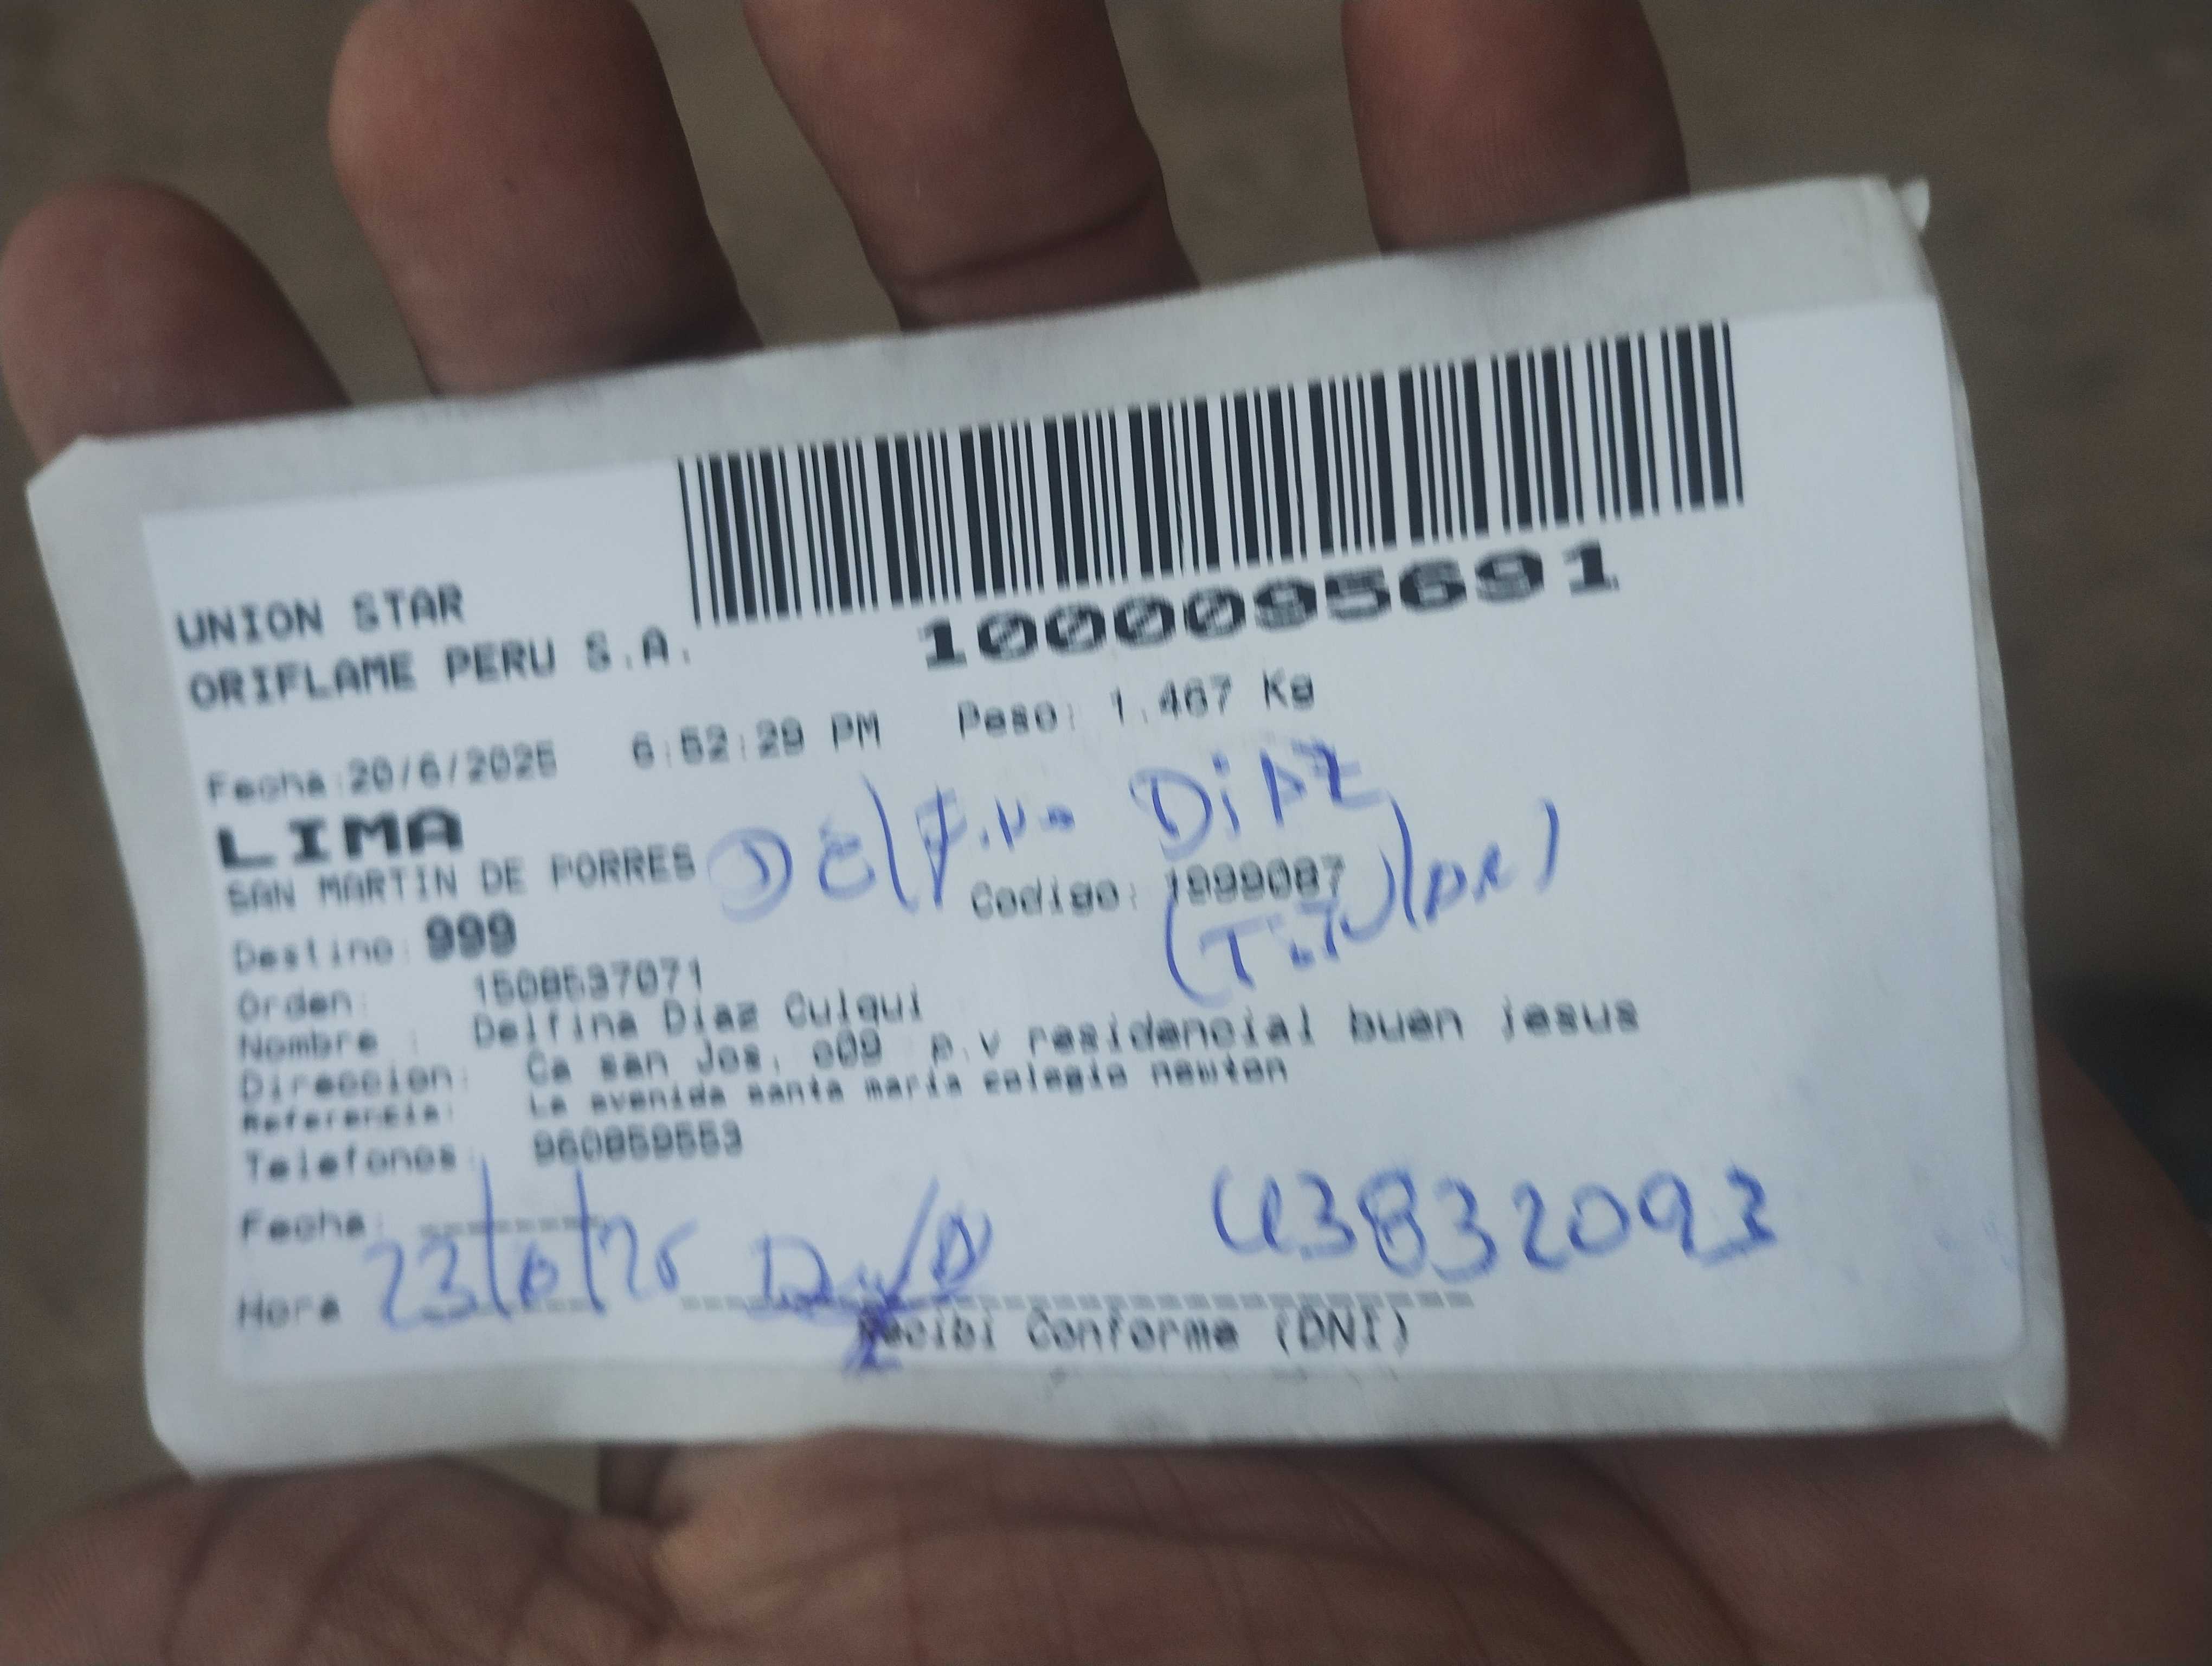 1000095691
UNION STAR
ORIFLAME PERU S.A.
Fecha:20/6/2025 6:52:29 PM Peso: 1.467 Kg
LIMA
SAN MARTIN DE PORRES
DElfina DiAZ
Codigo: 1999087
(TiTu)
Destino: 999
Orden: 1508537071
Nombre : Delfina Diaz Culqui
Direccion: Ca san Jos. c09 p.v residencial buen jesus
Referencia: La avenida santa maria colegio newton
Telefonos: 960859553
Fecha: 23/6/25
43832093
Hora
Recibi Conforme (DNI)